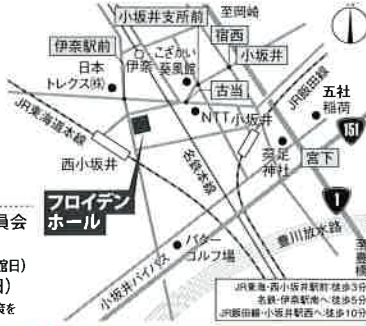 小坂井支所前
至岡崎
宿西
伊奈駅前
こざかい
葵風館
小坂井
伊奈
日本
トレクス㈱
古当
JR飯田線
五社
稲荷
NTT小坂井
151
JR東海道本線
名鉄本線
菟足
神社
宮下
西小坂井
1
フロイデン
ホール
員会
豊川放水路
館日)
日)
策を
バター
ゴルフ場
至豊橋
小坂井バイパス
JR東海・西小坂井駅前:徒歩3分
名鉄・伊奈駅南へ:徒歩5分
JR飯田線・小坂井駅西へ:徒歩10分